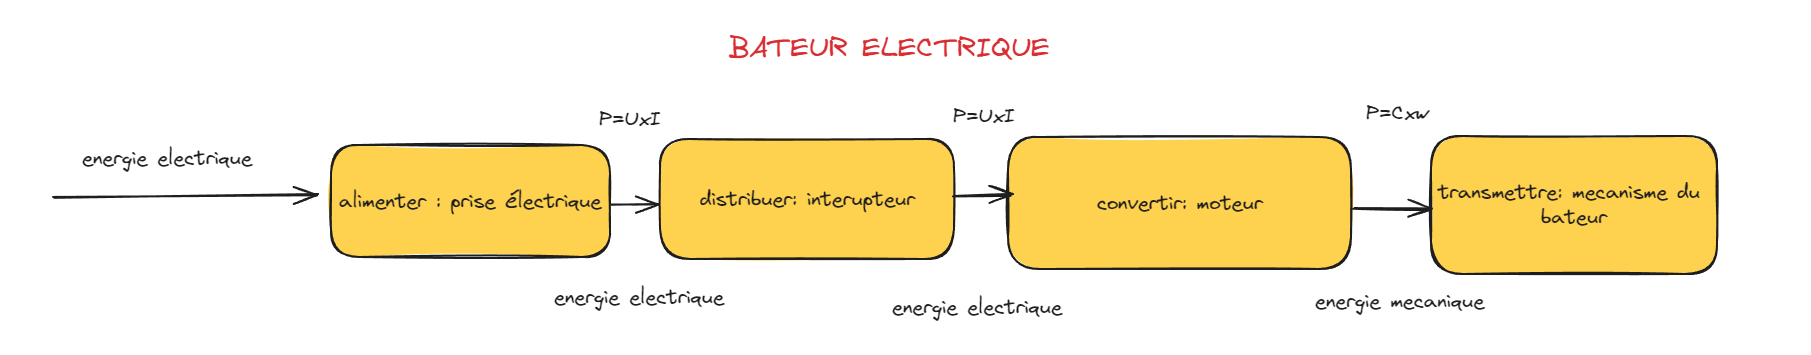 BATEUR ELECTRIQUE
P=UxI
P=UxI
P=Cxw
energie electrique
alimenter : prise électrique
distribuer: interupteur
convertir: moteur
transmettre: mecanisme du
bateur
energie electrique
energie electrique
energie mecanique